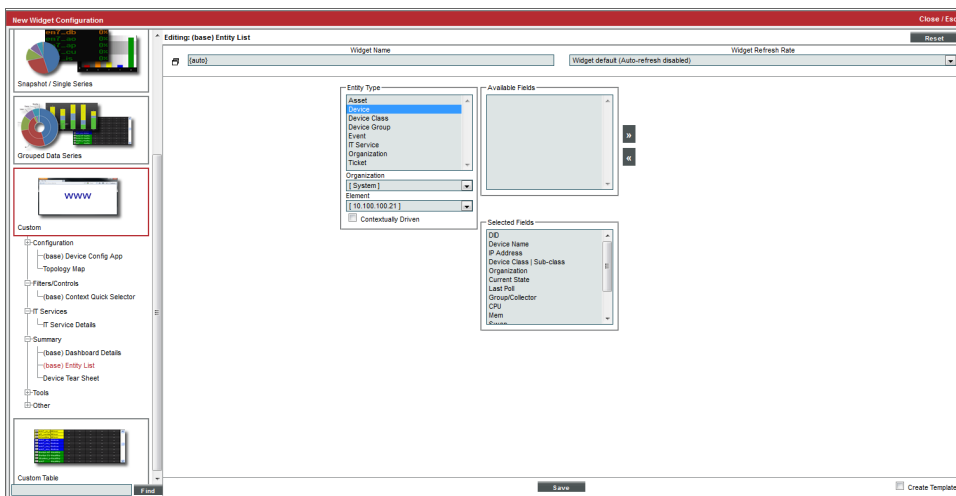 New Widget Configuration
Close / Esc
Snapshot / Single Series
Grouped Data Series
www
Custom
Configuration
(base) Device Config App
Topology Map
Filters/Controls
(base) Context Quick Selector
IT Services
IT Service Details
Summary
(base) Dashboard Details
(base) Entity List
Device Tear Sheet
Tools
Other
Custom Table
Find
Editing: (base) Entity List
Reset
Widget Name
Widget Refresh Rate
{auto}
Widget default (Auto-refresh disabled)
Entity Type
Asset
Device
Device Class
Device Group
Event
IT Service
Organization
Ticket
Organization
[ System ]
Element
[ 10.100.100.21 ]
Contextually Driven
Available Fields
»
«
Selected Fields
DID
Device Name
IP Address
Device Class | Sub-class
Organization
Current State
Last Poll
Group/Collector
CPU
Mem
Swap
Save
Create Template